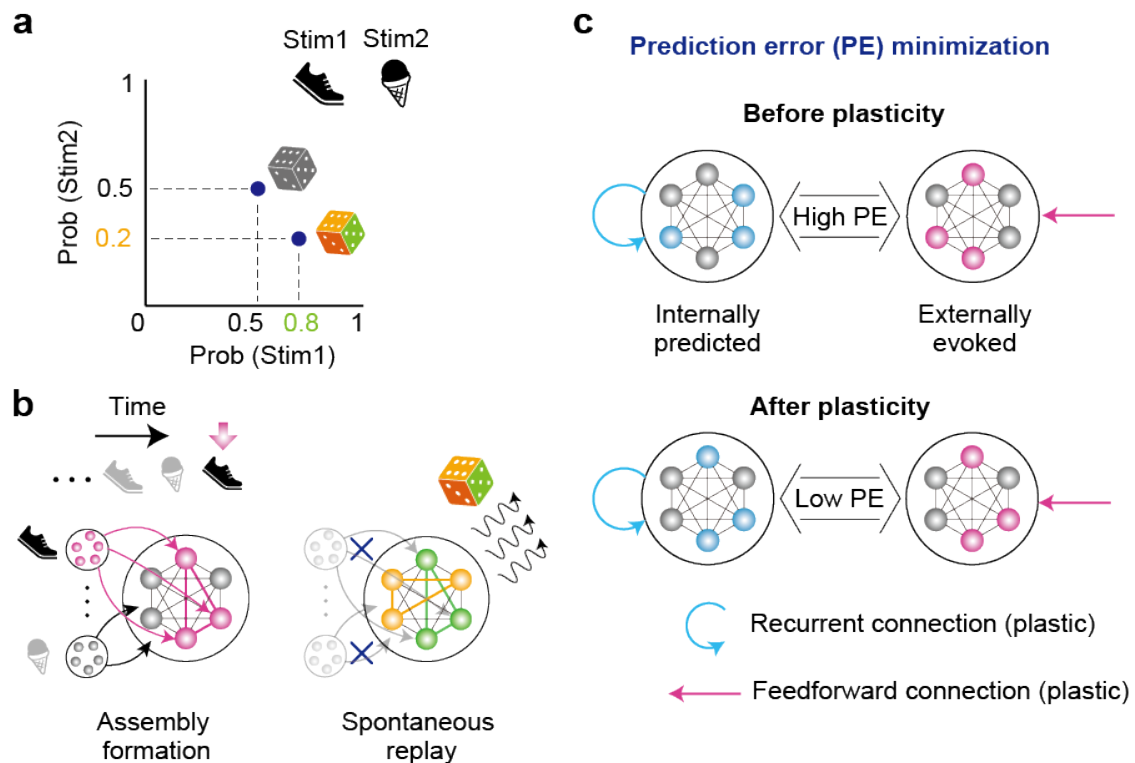 a
Stim1 Stim2
1
0.5
0.2
Prob (Stim2)
0 0.5 0.8 1
Prob (Stim1)
b
Time
Assembly
formation
Spontaneous
replay
c
Prediction error (PE) minimization
Before plasticity
High PE
Internally
predicted
Externally
evoked
After plasticity
Low PE
Recurrent connection (plastic)
Feedforward connection (plastic)